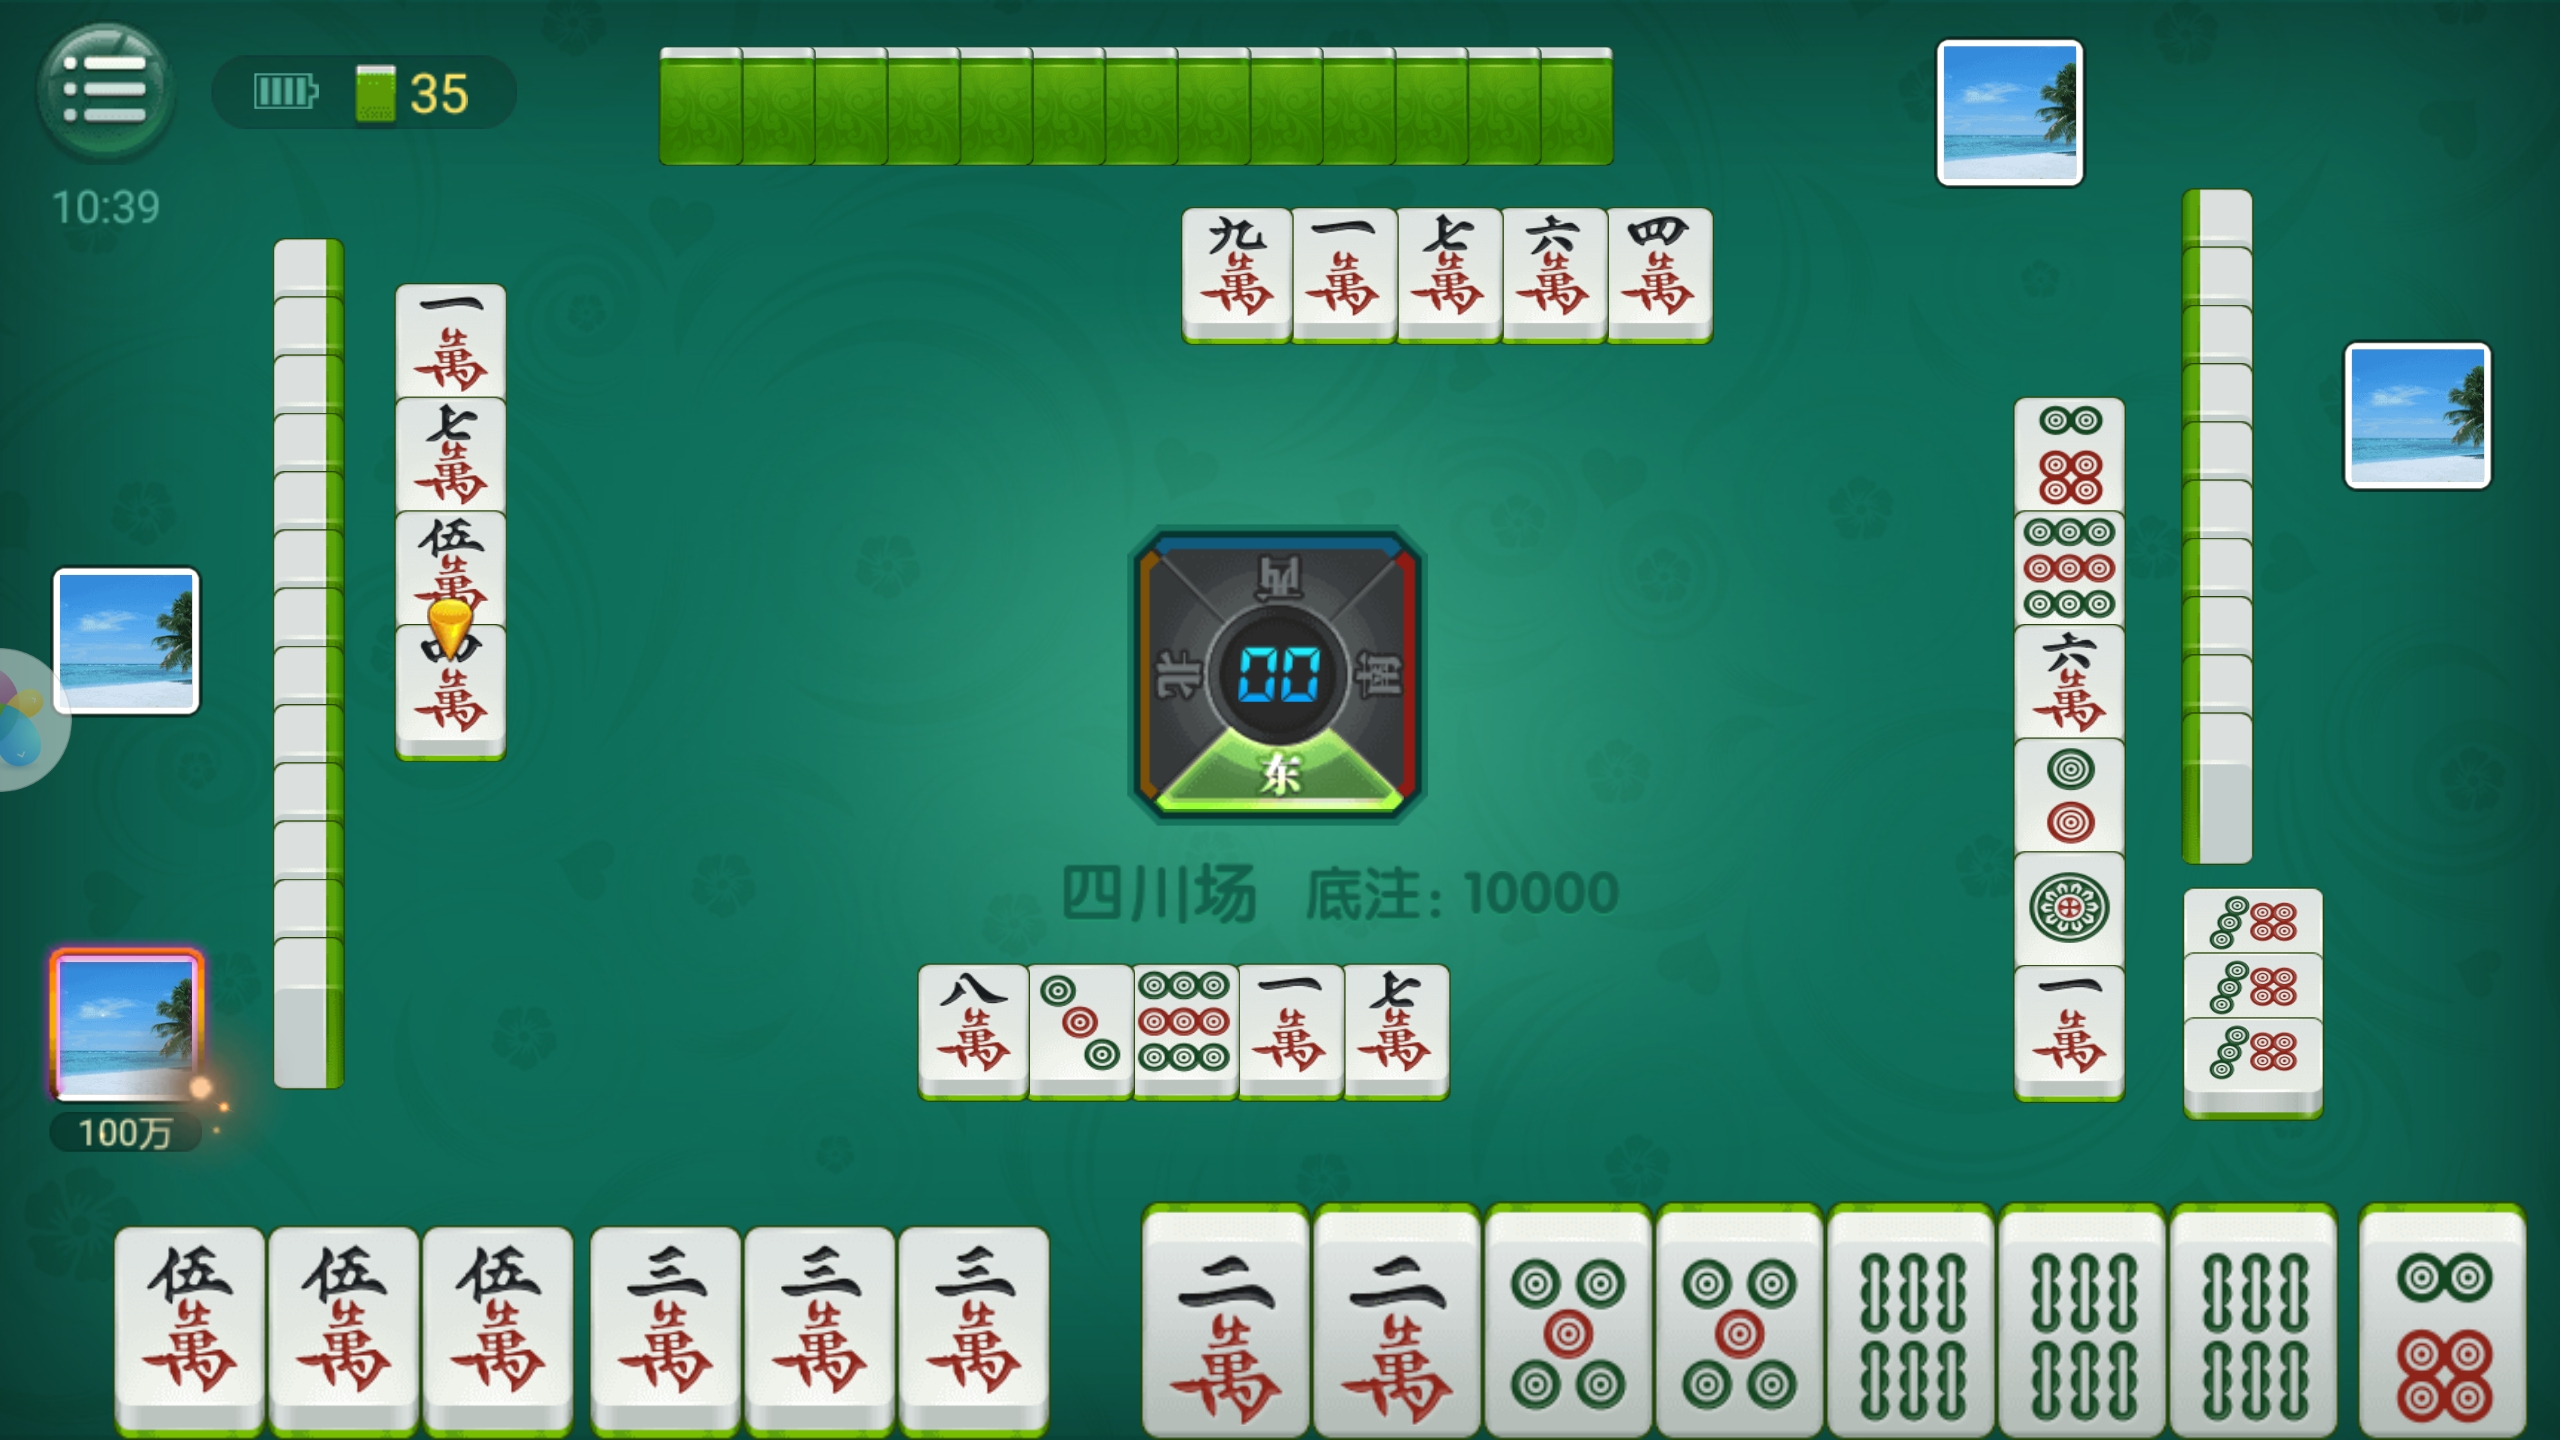 35
10:39
九萬 一萬 七萬 六萬 四萬
一萬
七萬
伍萬
萬
六萬
一萬
西
北 00 南
东
四川场 底注: 10000
八萬 一萬 七萬
100万
伍萬 伍萬 伍萬 三萬 三萬 三萬 二萬 二萬